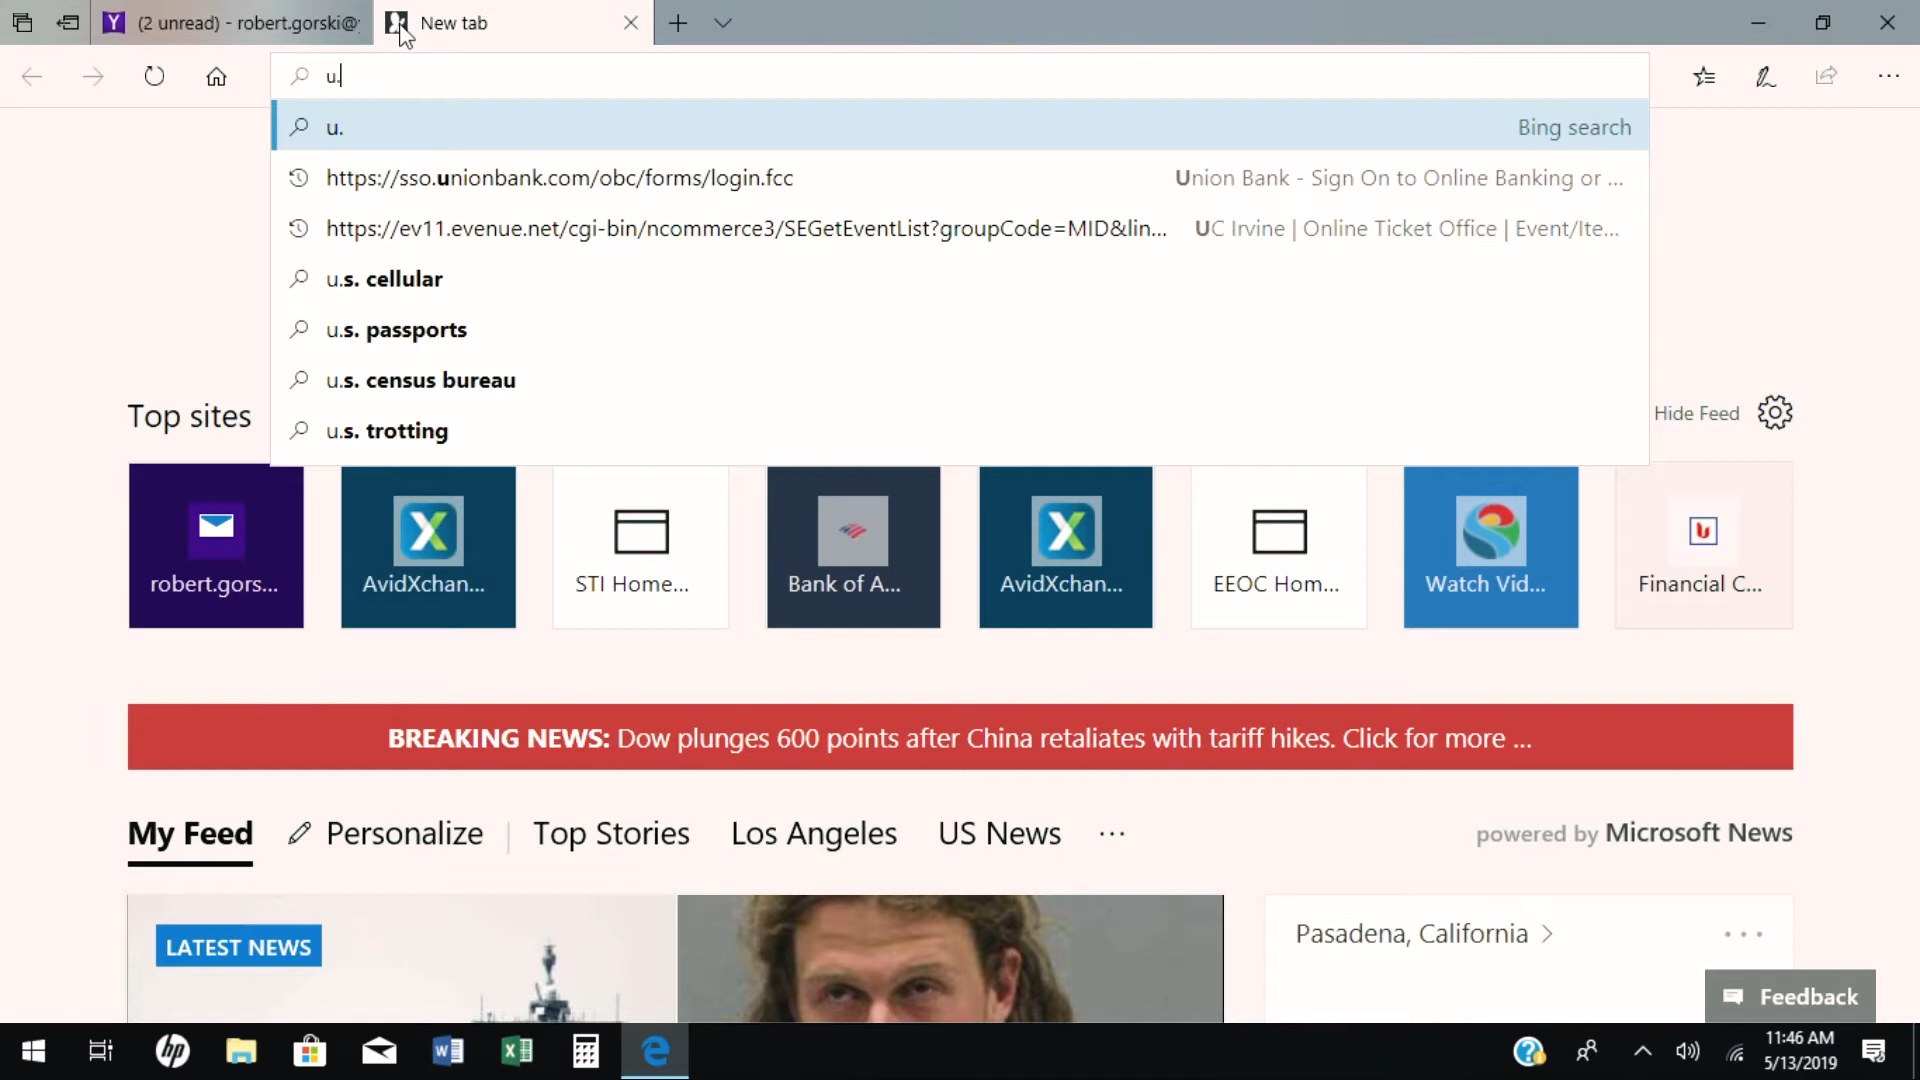 (2 unread) - robert.gorski@
New tab
u.
u. Bing search
https://sso.unionbank.com/obc/forms/login.fcc Union Bank - Sign On to Online Banking or ...
https://ev11.evenue.net/cgi-bin/ncommerce3/SEGetEventList?groupCode=MID&lin... UC Irvine | Online Ticket Office | Event/Ite...
u.s. cellular
u.s. passports
u.s. census bureau
u.s. trotting
Top sites
Hide Feed
robert.gors...
AvidXchan...
STI Home...
Bank of A...
AvidXchan...
EEOC Hom...
Watch Vid...
Financial C...
BREAKING NEWS: Dow plunges 600 points after China retaliates with tariff hikes. Click for more ...
My Feed Personalize | Top Stories Los Angeles US News ...
powered by Microsoft News
LATEST NEWS
Pasadena, California >
Feedback
11:46 AM
5/13/2019